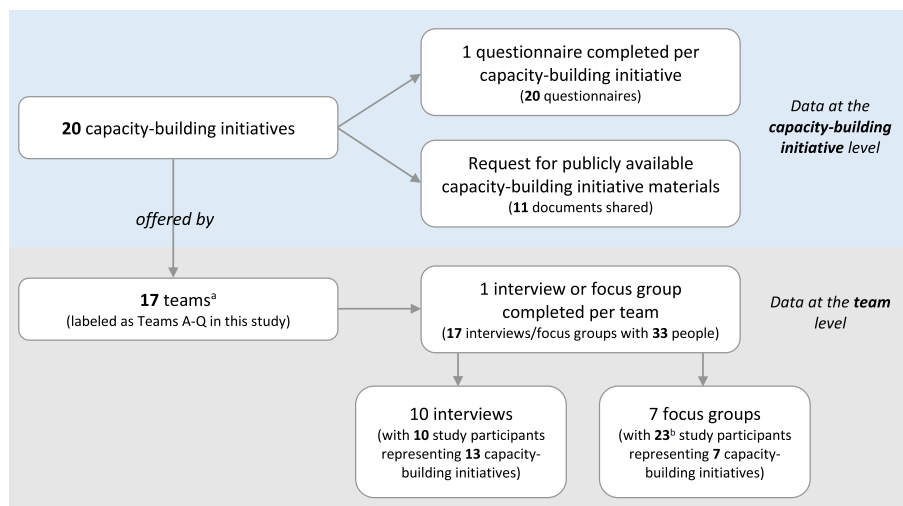 1 questionnaire completed per
capacity-building initiative
(20 questionnaires)
20 capacity-building initiatives
Data at the
capacity-building
initiative level
Request for publicly available
capacity-building initiative materials
(11 documents shared)
offered by
17 teamsᵃ
(labeled as Teams A-Q in this study)
1 interview or focus group
completed per team
(17 interviews/focus groups with 33 people)
Data at the team
level
10 interviews
(with 10 study participants
representing 13 capacity-
building initiatives)
7 focus groups
(with 23ᵇ study participants
representing 7 capacity-
building initiatives)